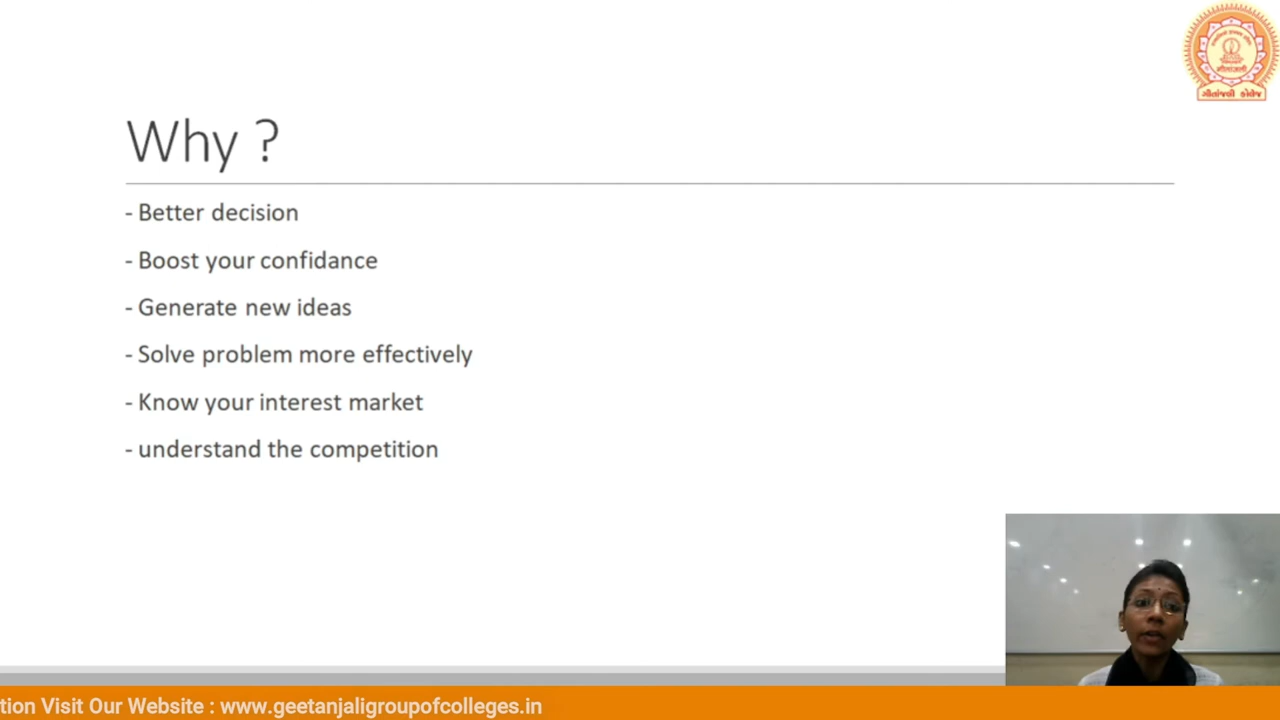 ગીતાંજલી કોલેજ
Why ?
- Better decision
- Boost your confidance
- Generate new ideas
- Solve problem more effectively
- Know your interest market
- understand the competition
tion Visit Our Website : www.geetanjaligroupofcolleges.in